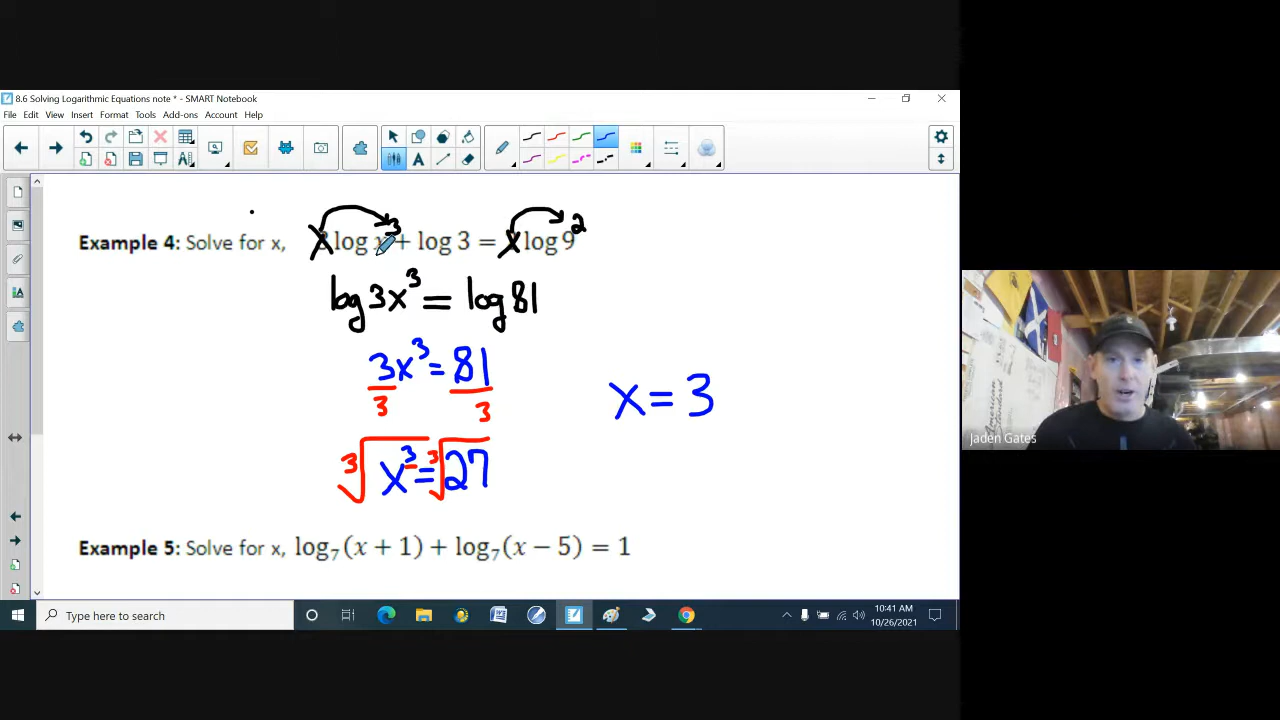 8.6 Solving Logarithmic Equations note * - SMART Notebook
File Edit View Insert Format Tools Add-ons Account Help
Example 4: Solve for x, log x³ + log 3 = log 9²
log 3x³ = log 81
3x³ = 81
3 3
³√x³ = ³√27
x = 3
Example 5: Solve for x, log₇(x + 1) + log₇(x − 5) = 1
Jaden Gates
Type here to search
10:41 AM
10/26/2021